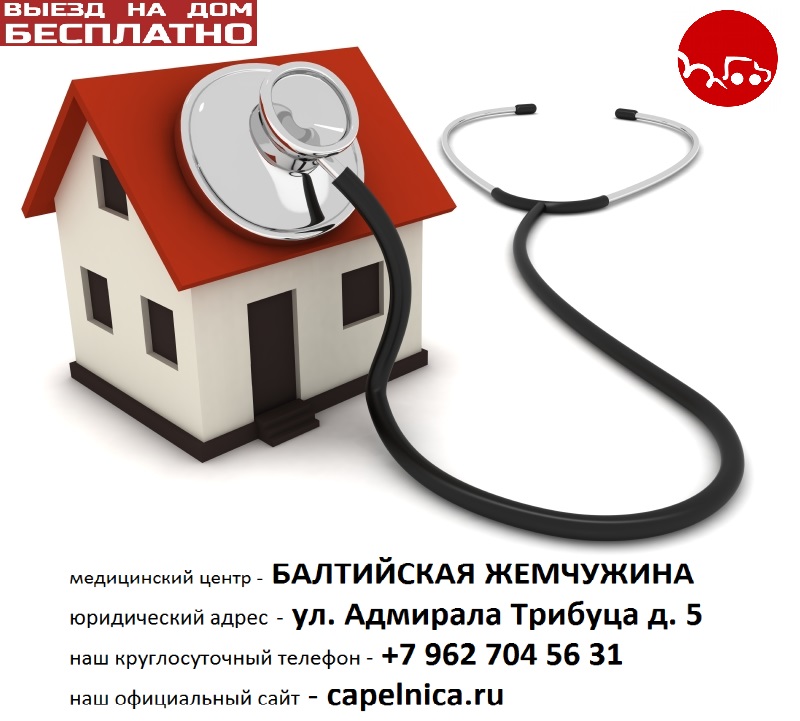 ВЫЕЗД НА ДОМ
БЕСПЛАТНО
медицинский центр - БАЛТИЙСКАЯ ЖЕМЧУЖИНА
юридический адрес - ул. Адмирала Трибуца д. 5
наш круглосуточный телефон - +7 962 704 56 31
наш официальный сайт - capelnica.ru